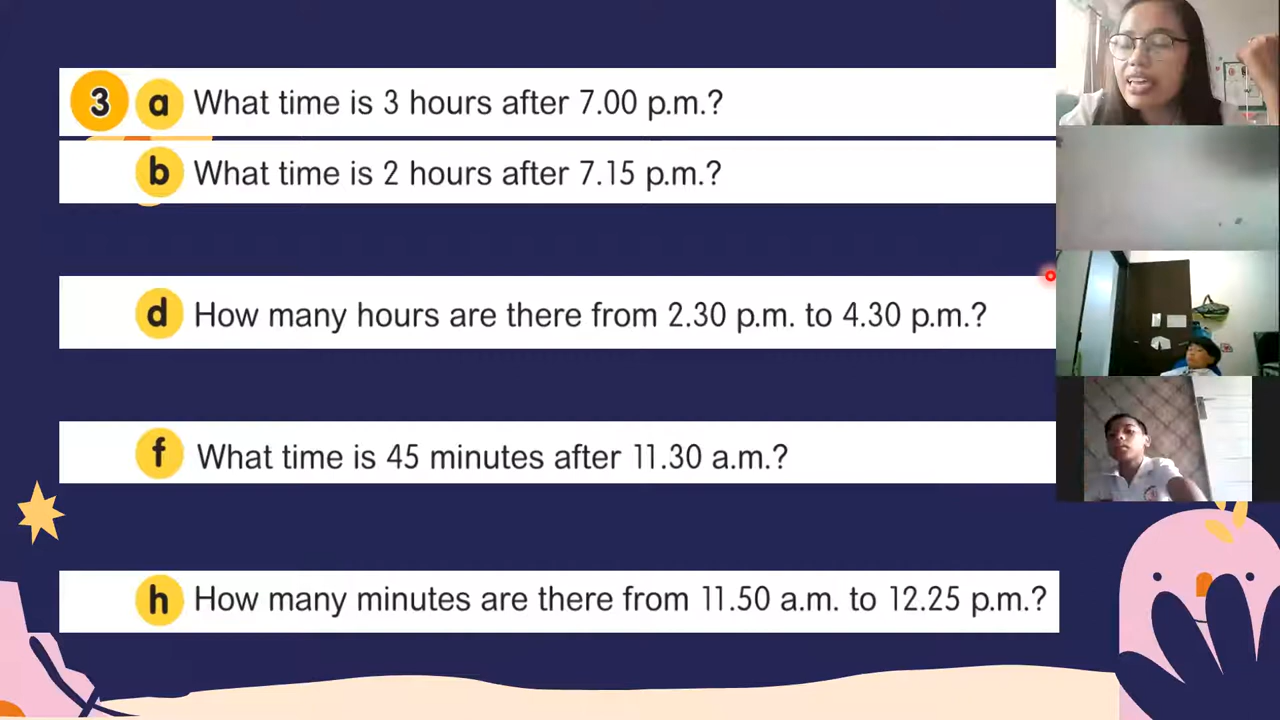 3 a What time is 3 hours after 7.00 p.m.?
b What time is 2 hours after 7.15 p.m.?
d How many hours are there from 2.30 p.m. to 4.30 p.m.?
f What time is 45 minutes after 11.30 a.m.?
h How many minutes are there from 11.50 a.m. to 12.25 p.m.?